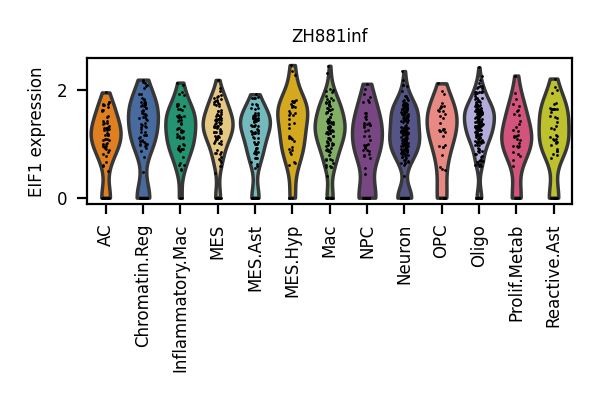 ZH881inf
EIF1 expression
2
0
AC
Chromatin.Reg
Inflammatory.Mac
MES
MES.Ast
MES.Hyp
Mac
NPC
Neuron
OPC
Oligo
Prolif.Metab
Reactive.Ast